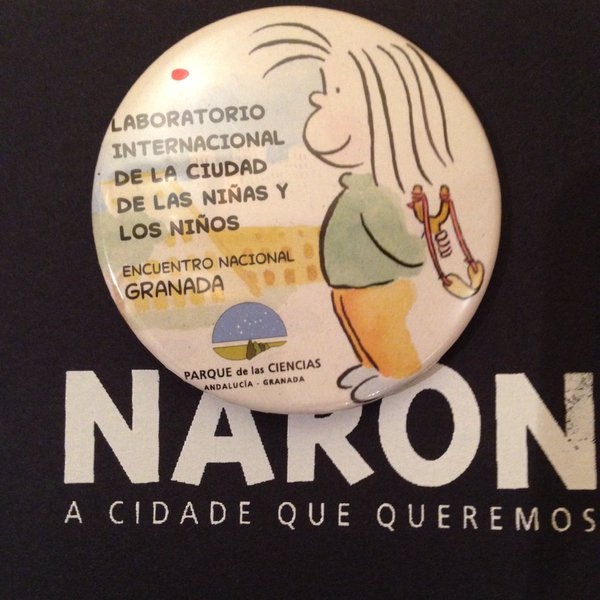 LABORATORIO
INTERNACIONAL
DE LA CIUDAD
DE LAS NIÑAS Y
LOS NIÑOS
ENCUENTRO NACIONAL
GRANADA
PARQUE de las CIENCIAS
ANDALUCÍA - GRANADA
NARON
A CIDADE QUE QUEREMOS